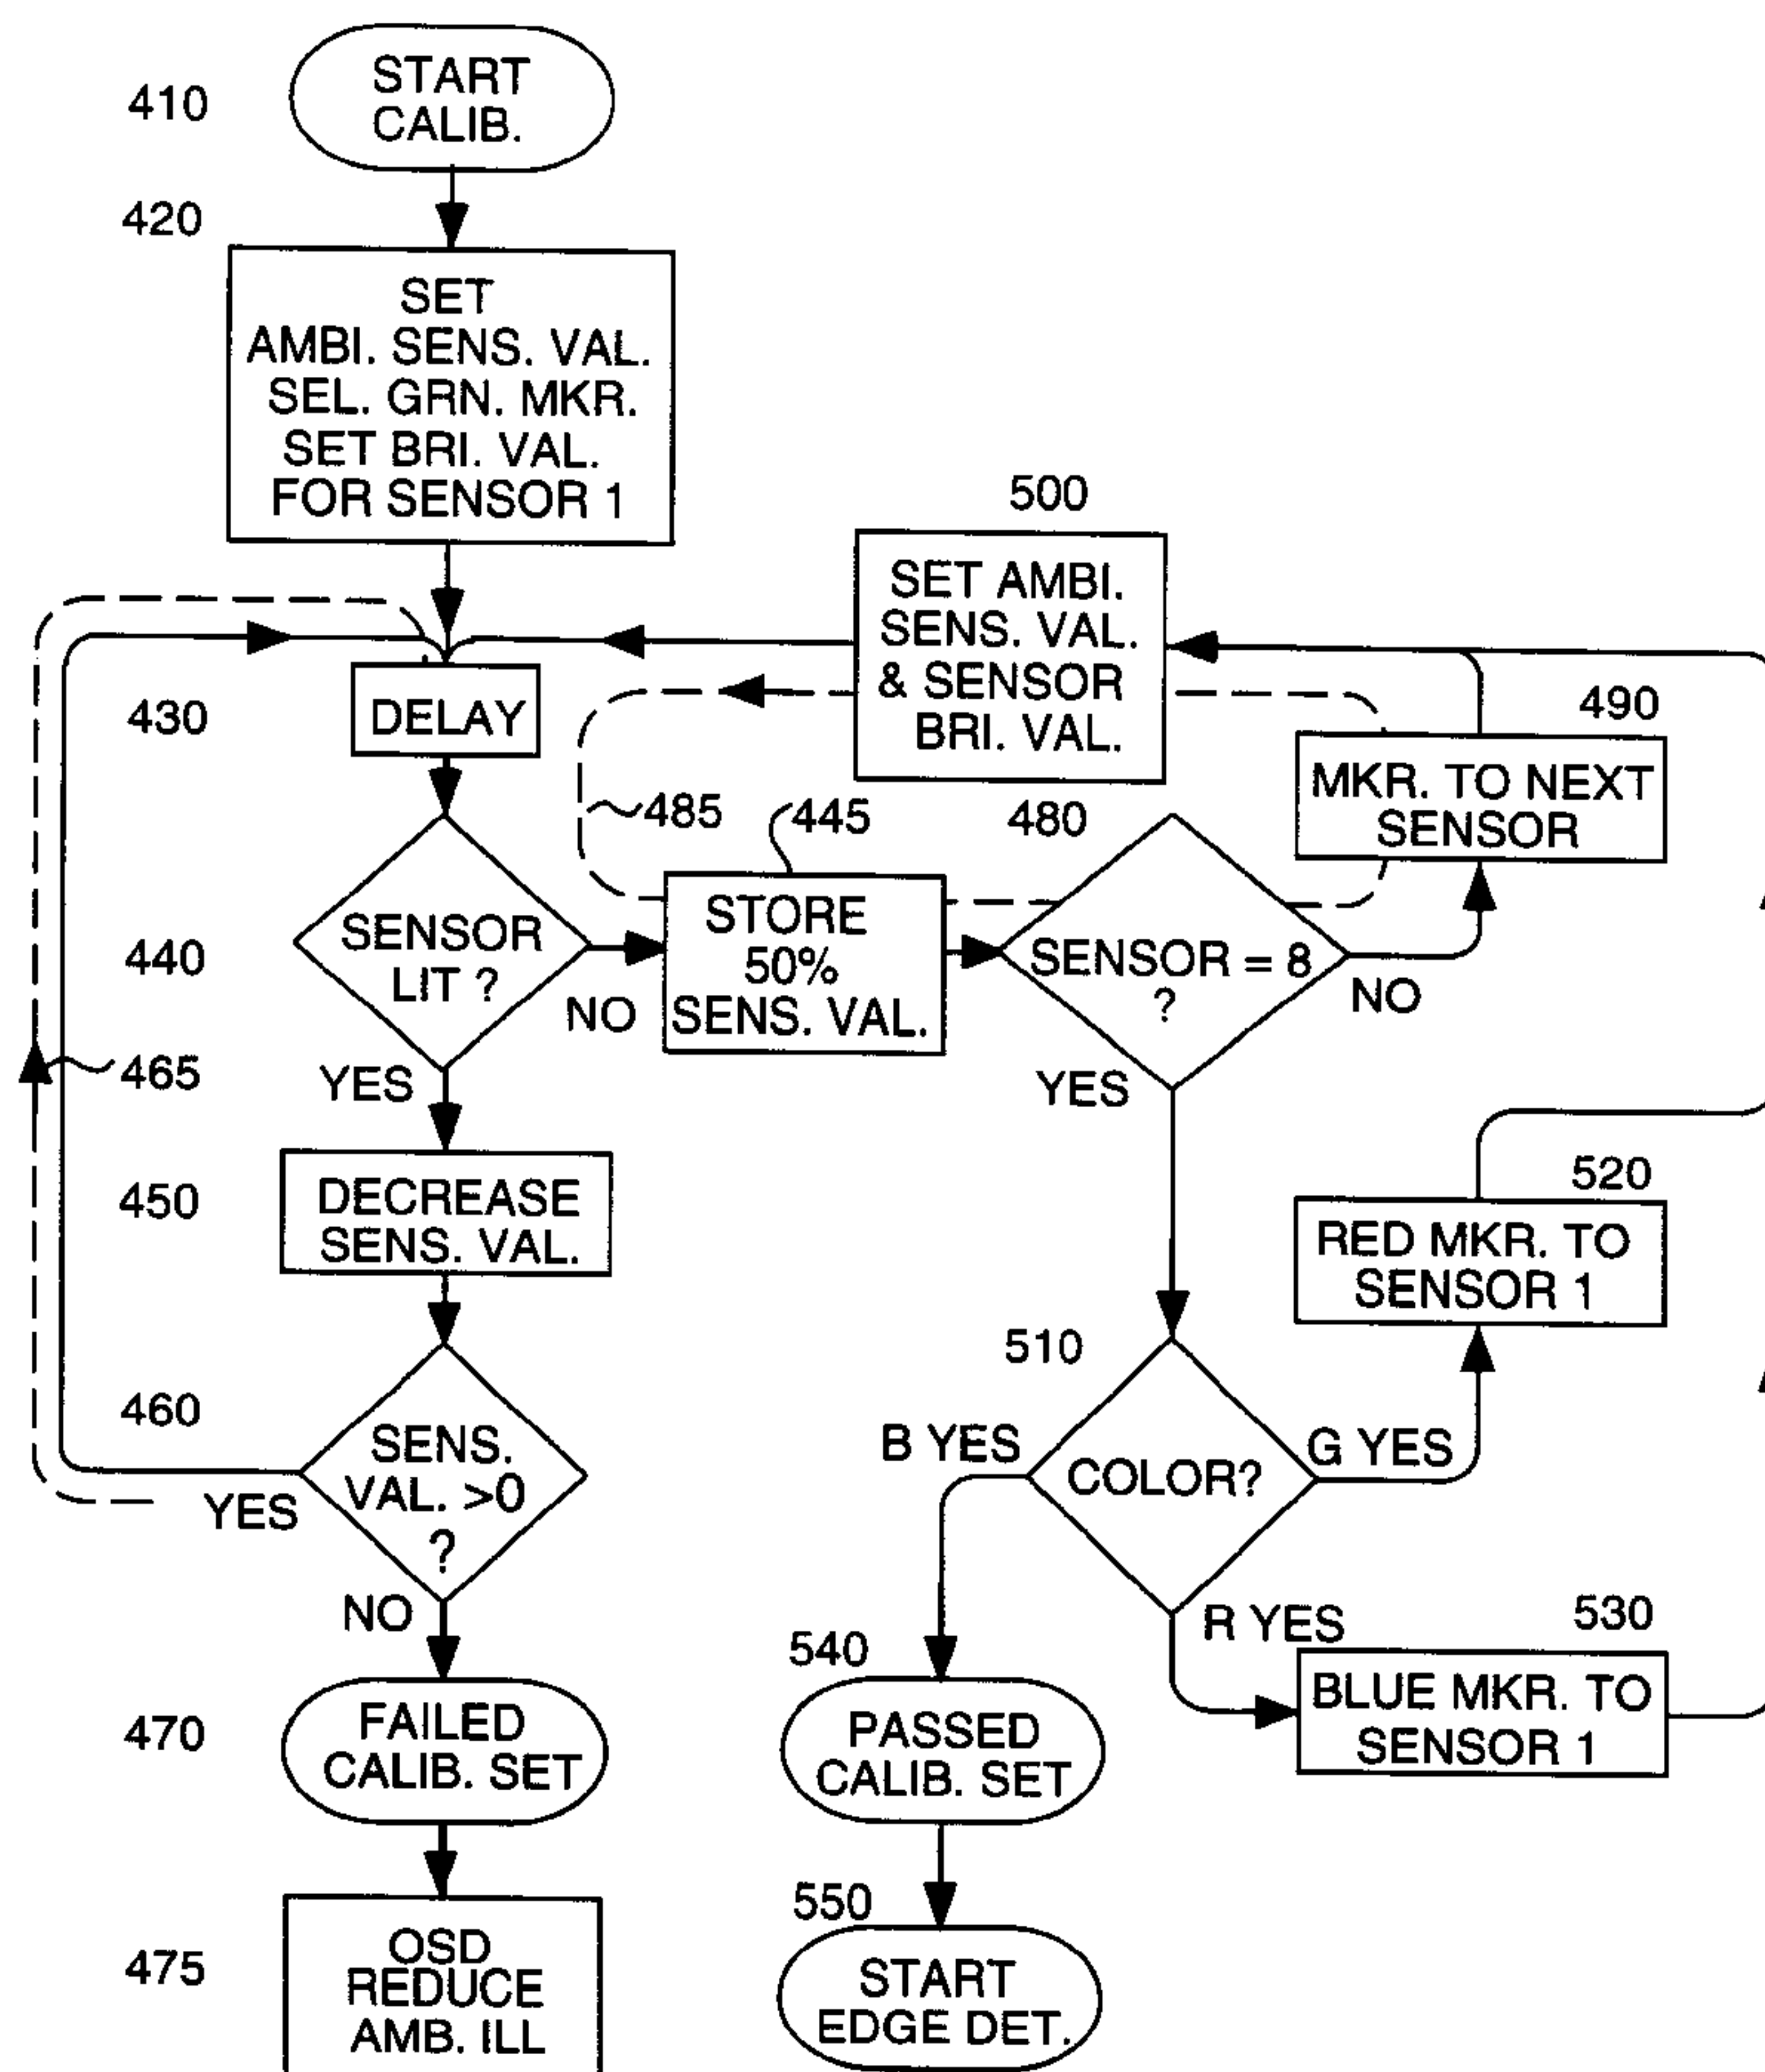 410
START
CALIB.
420
SET
AMBI. SENS. VAL.
SEL. GRN. MKR.
SET BRI. VAL.
FOR SENSOR 1
500
SET AMBI.
SENS. VAL.
& SENSOR
BRI. VAL.
430
DELAY
490
MKR. TO NEXT
SENSOR
485
445
480
440
SENSOR
LIT ?
NO
STORE
50%
SENS. VAL.
SENSOR = 8
?
NO
465
YES
YES
450
DECREASE
SENS. VAL.
520
RED MKR. TO
SENSOR 1
460
SENS.
VAL. >0
?
YES
NO
510
B YES
COLOR?
G YES
R YES
530
BLUE MKR. TO
SENSOR 1
470
FAILED
CALIB. SET
540
PASSED
CALIB. SET
475
OSD
REDUCE
AMB. ILL
550
START
EDGE DET.